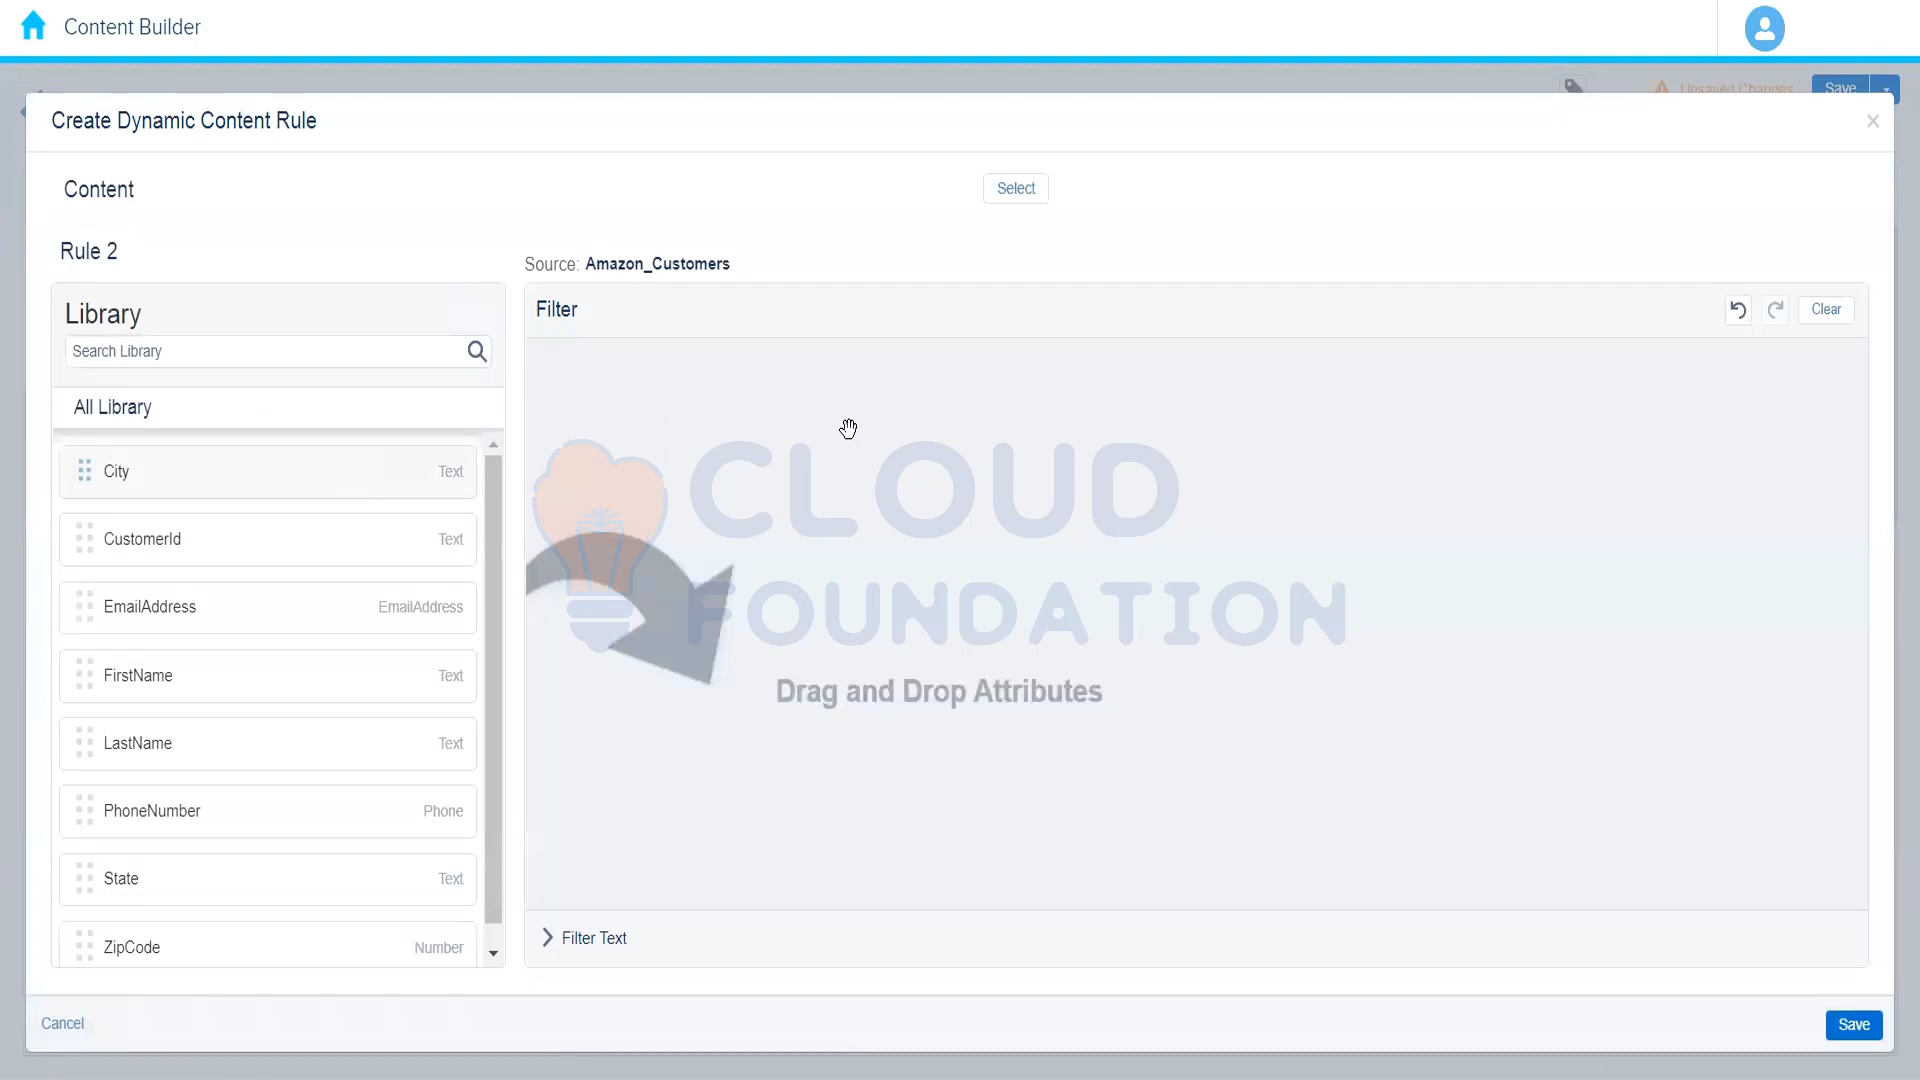 Content Builder
Unsaved Changes
Save
Create Dynamic Content Rule
Content
Select
Rule 2
Source: Amazon_Customers
Library
Search Library
All Library
City Text
CustomerId Text
EmailAddress EmailAddress
FirstName Text
LastName Text
PhoneNumber Phone
State Text
ZipCode Number
Filter
Clear
CLOUD
FOUNDATION
Drag and Drop Attributes
Filter Text
Cancel
Save